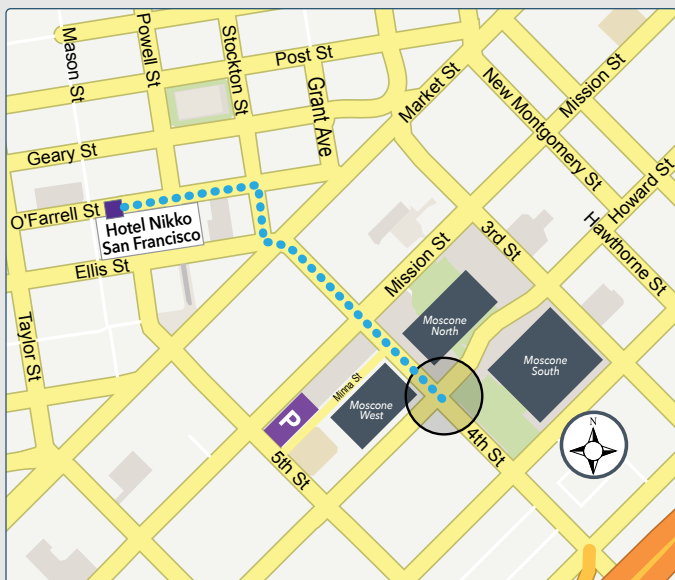 Mason St
Powell St
Stockton St
Post St
Grant Ave
Market St
New Montgomery St
Mission St
Geary St
O'Farrell St
Hotel Nikko
San Francisco
Ellis St
Taylor St
Mission St
3rd St
Howard St
Hawthorne St
Moscone
North
Moscone
South
Moscone
West
Minna St
P
5th St
4th St
N